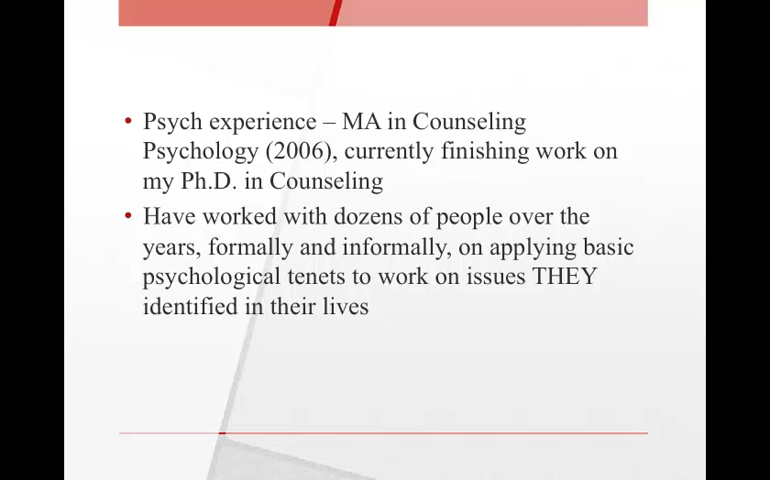 • Psych experience – MA in Counseling
Psychology (2006), currently finishing work on
my Ph.D. in Counseling
• Have worked with dozens of people over the
years, formally and informally, on applying basic
psychological tenets to work on issues THEY
identified in their lives